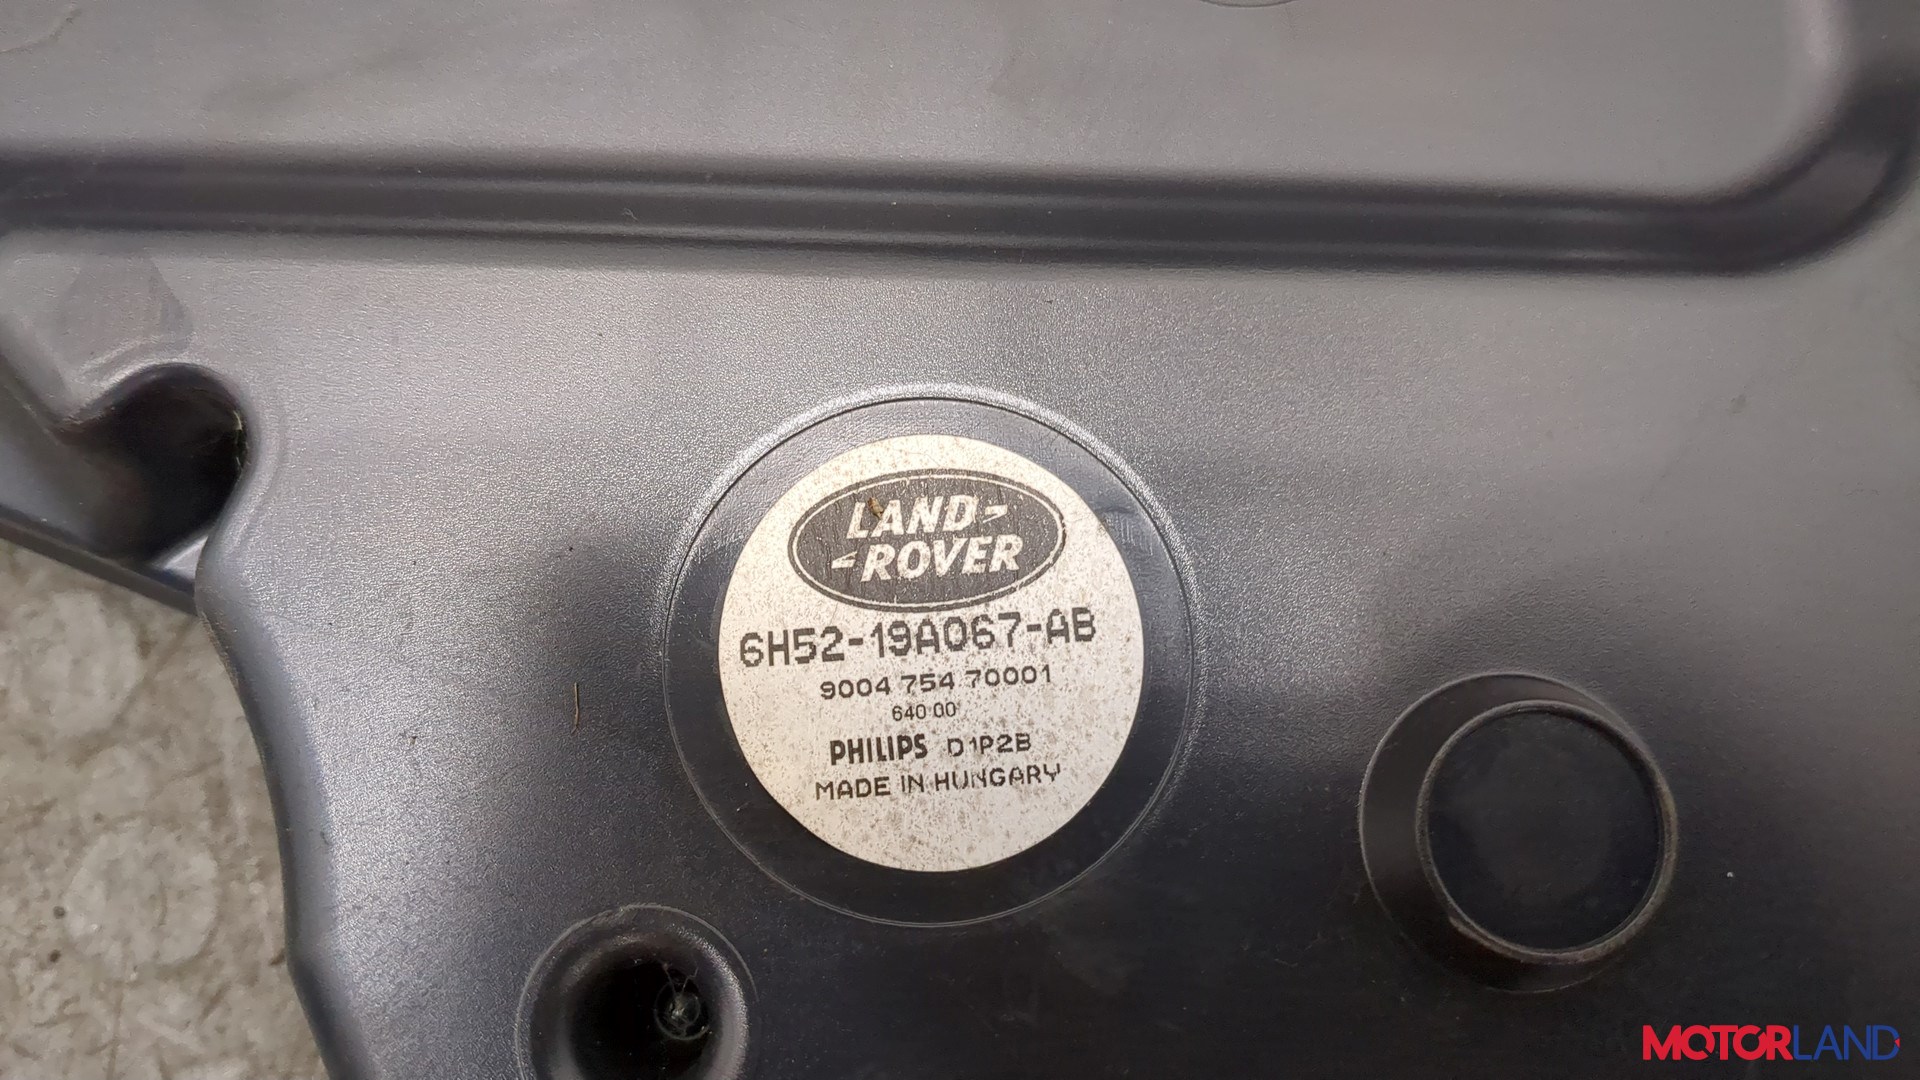 LAND-
-ROVER
6H52-19A067-AB
9004 754 70001
640 00
PHILIPS D1P2B
MADE IN HUNGARY
MOTORLAND